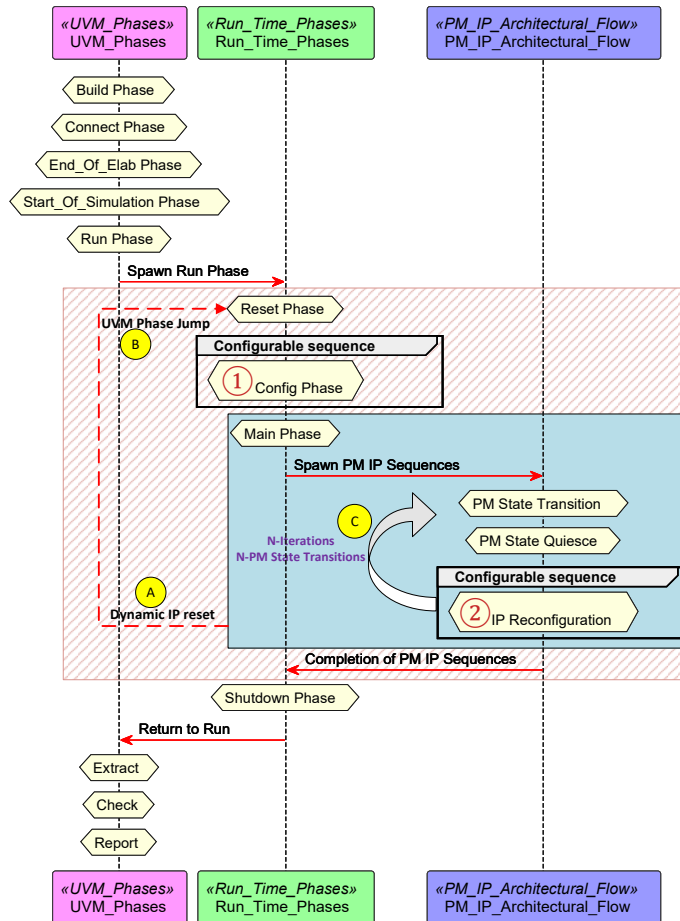 «UVM_Phases»
UVM_Phases
«Run_Time_Phases»
Run_Time_Phases
«PM_IP_Architectural_Flow»
PM_IP_Architectural_Flow
Build Phase
Connect Phase
End_Of_Elab Phase
Start_Of_Simulation Phase
Run Phase
Spawn Run Phase
Reset Phase
UVM Phase Jump
B
Configurable sequence
1 Config Phase
Main Phase
Spawn PM IP Sequences
PM State Transition
C
N-Iterations
N-PM State Transitions
PM State Quiesce
Configurable sequence
A
Dynamic IP reset
2 IP Reconfiguration
Completion of PM IP Sequences
Shutdown Phase
Return to Run
Extract
Check
Report
«UVM_Phases»
UVM_Phases
«Run_Time_Phases»
Run_Time_Phases
«PM_IP_Architectural_Flow»
PM_IP_Architectural_Flow